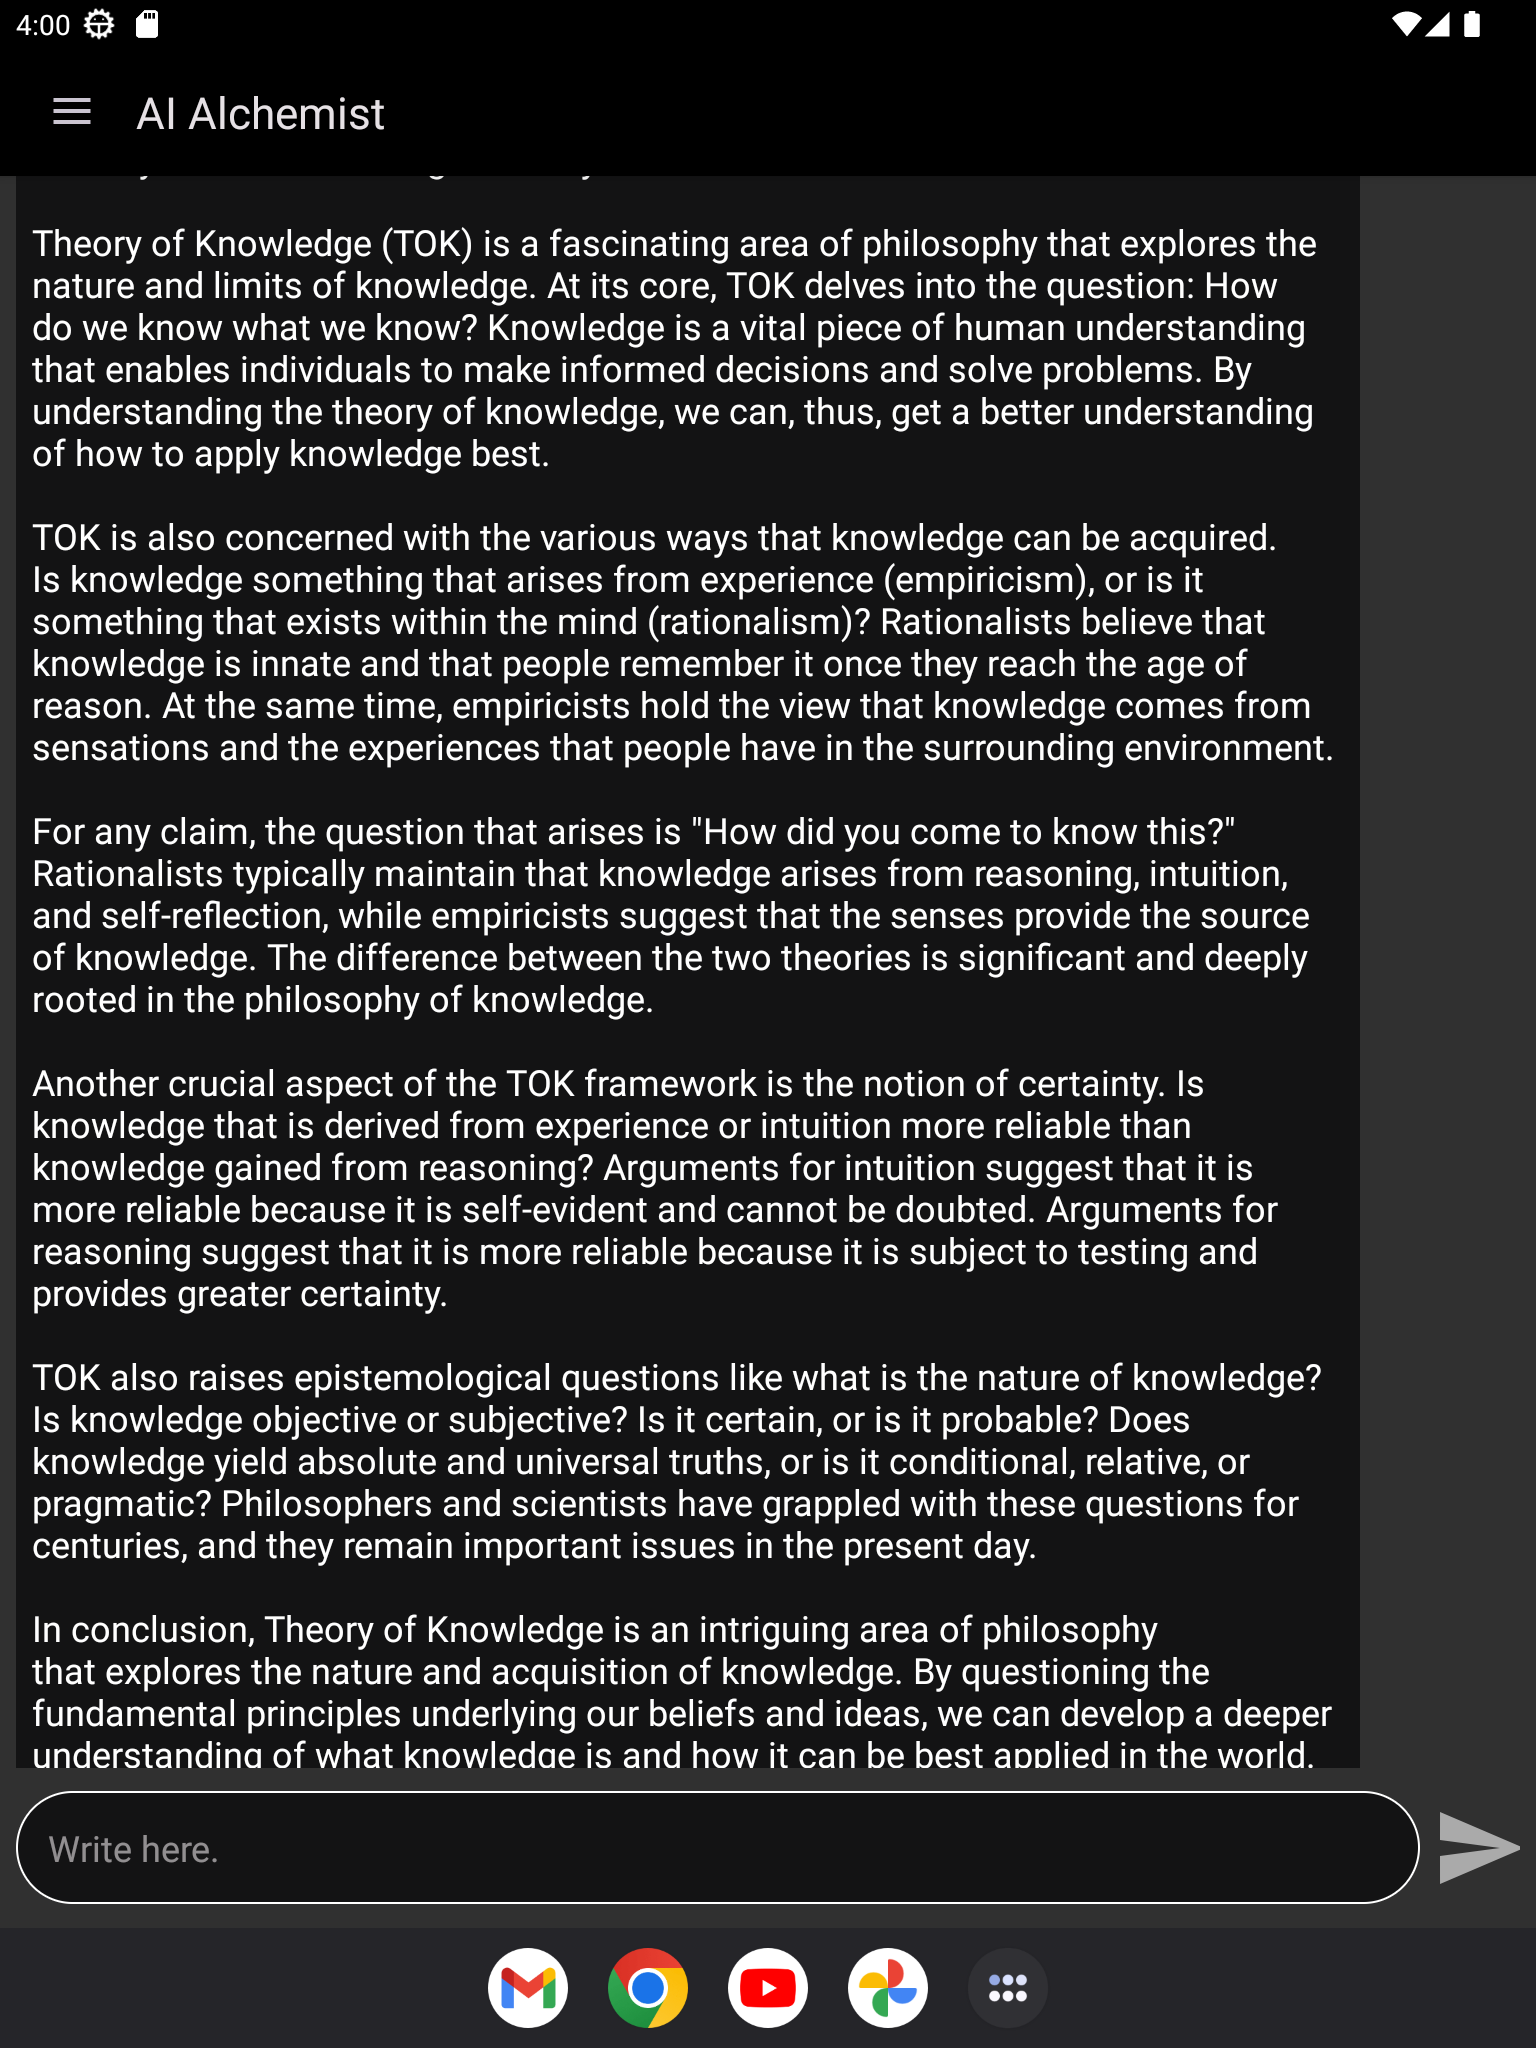 4:00
AI Alchemist
Theory of Knowledge (TOK) is a fascinating area of philosophy that explores the
nature and limits of knowledge. At its core, TOK delves into the question: How
do we know what we know? Knowledge is a vital piece of human understanding
that enables individuals to make informed decisions and solve problems. By
understanding the theory of knowledge, we can, thus, get a better understanding
of how to apply knowledge best.
TOK is also concerned with the various ways that knowledge can be acquired.
Is knowledge something that arises from experience (empiricism), or is it
something that exists within the mind (rationalism)? Rationalists believe that
knowledge is innate and that people remember it once they reach the age of
reason. At the same time, empiricists hold the view that knowledge comes from
sensations and the experiences that people have in the surrounding environment.
For any claim, the question that arises is "How did you come to know this?"
Rationalists typically maintain that knowledge arises from reasoning, intuition,
and self-reflection, while empiricists suggest that the senses provide the source
of knowledge. The difference between the two theories is significant and deeply
rooted in the philosophy of knowledge.
Another crucial aspect of the TOK framework is the notion of certainty. Is
knowledge that is derived from experience or intuition more reliable than
knowledge gained from reasoning? Arguments for intuition suggest that it is
more reliable because it is self-evident and cannot be doubted. Arguments for
reasoning suggest that it is more reliable because it is subject to testing and
provides greater certainty.
TOK also raises epistemological questions like what is the nature of knowledge?
Is knowledge objective or subjective? Is it certain, or is it probable? Does
knowledge yield absolute and universal truths, or is it conditional, relative, or
pragmatic? Philosophers and scientists have grappled with these questions for
centuries, and they remain important issues in the present day.
In conclusion, Theory of Knowledge is an intriguing area of philosophy
that explores the nature and acquisition of knowledge. By questioning the
fundamental principles underlying our beliefs and ideas, we can develop a deeper
understanding of what knowledge is and how it can be best applied in the world.
Write here.